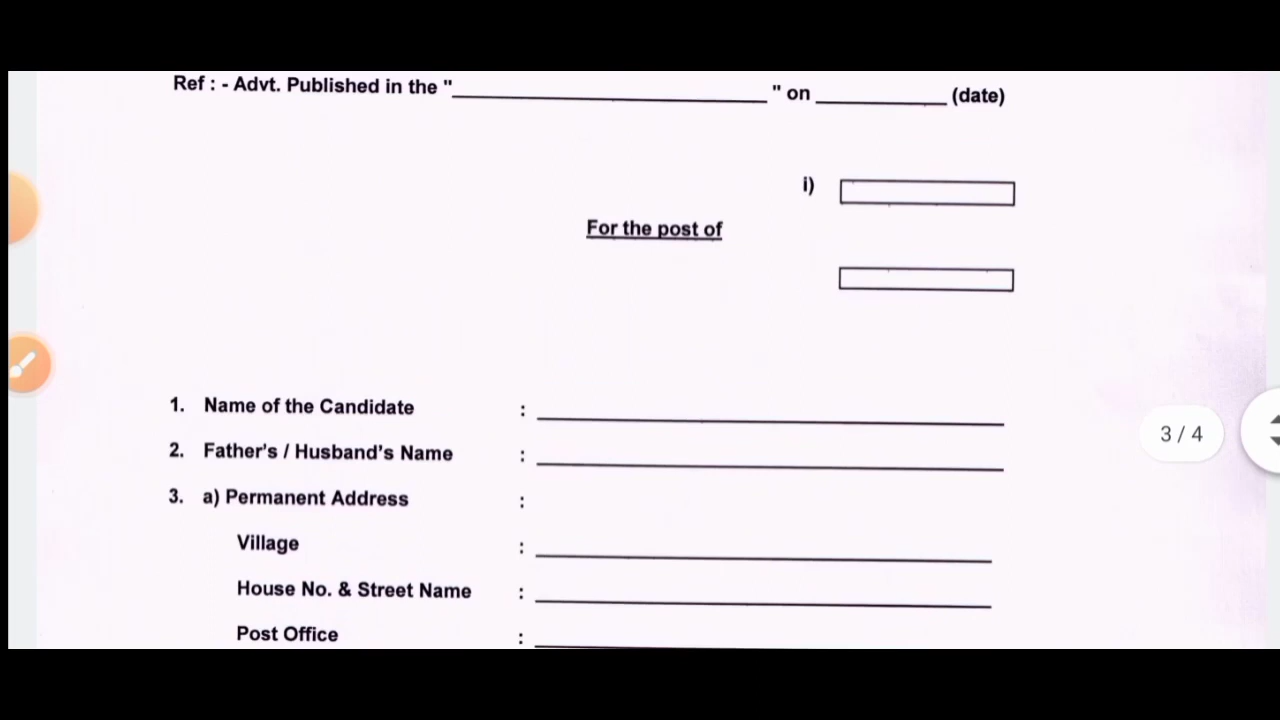 Ref : - Advt. Published in the "____________________" on __________ (date)
i)
For the post of
1. Name of the Candidate :
2. Father's / Husband's Name :
3. a) Permanent Address :
3 / 4
Village :
House No. & Street Name :
Post Office :